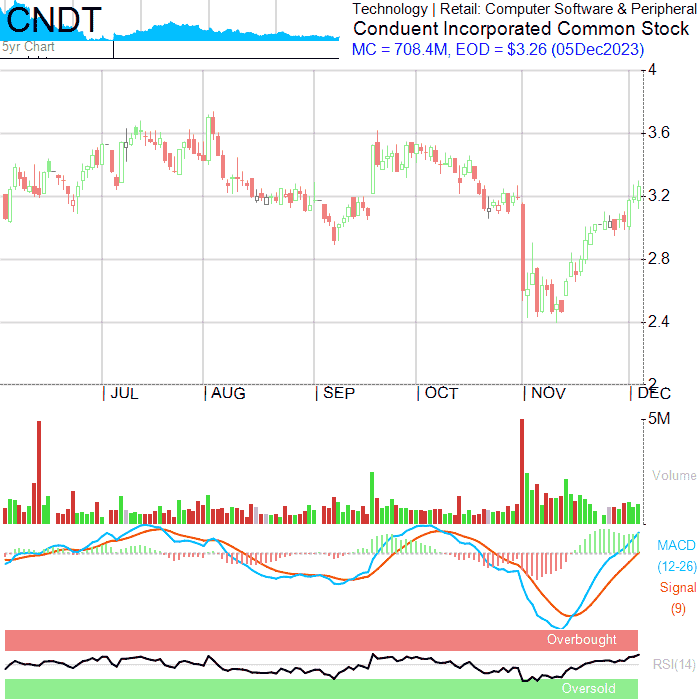 CNDT
5yr Chart
Technology | Retail: Computer Software & Peripheral
Conduent Incorporated Common Stock
MC = 708.4M, EOD = $3.26 (05Dec2023)
4
3.6
3.2
2.8
2.4
2
JUL
AUG
SEP
OCT
NOV
DEC
5M
Volume
MACD
(12-26)
Signal
(9)
Overbought
RSI(14)
Oversold